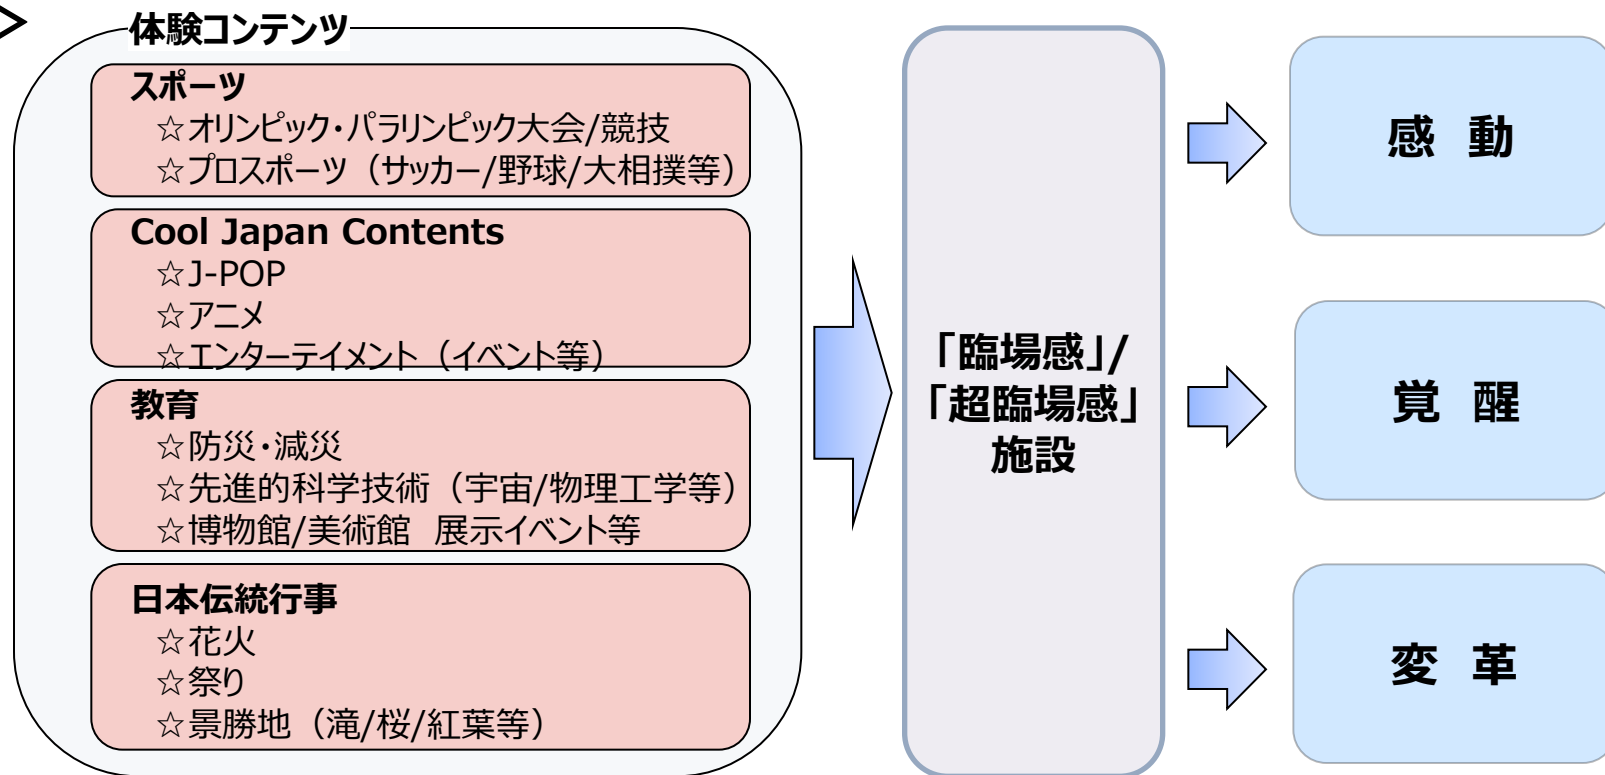 体験コンテンツ
スポーツ
☆オリンピック・パラリンピック大会/競技
☆プロスポーツ（サッカー/野球/大相撲等）
Cool Japan Contents
☆J-POP
☆アニメ
☆エンターテイメント（イベント等）
教育
☆防災・減災
☆先進的科学技術（宇宙/物理工学等）
☆博物館/美術館　展示イベント等
日本伝統行事
☆花火
☆祭り
☆景勝地（滝/桜/紅葉等）
「臨場感」/
「超臨場感」
施設
感　動
覚　醒
変　革